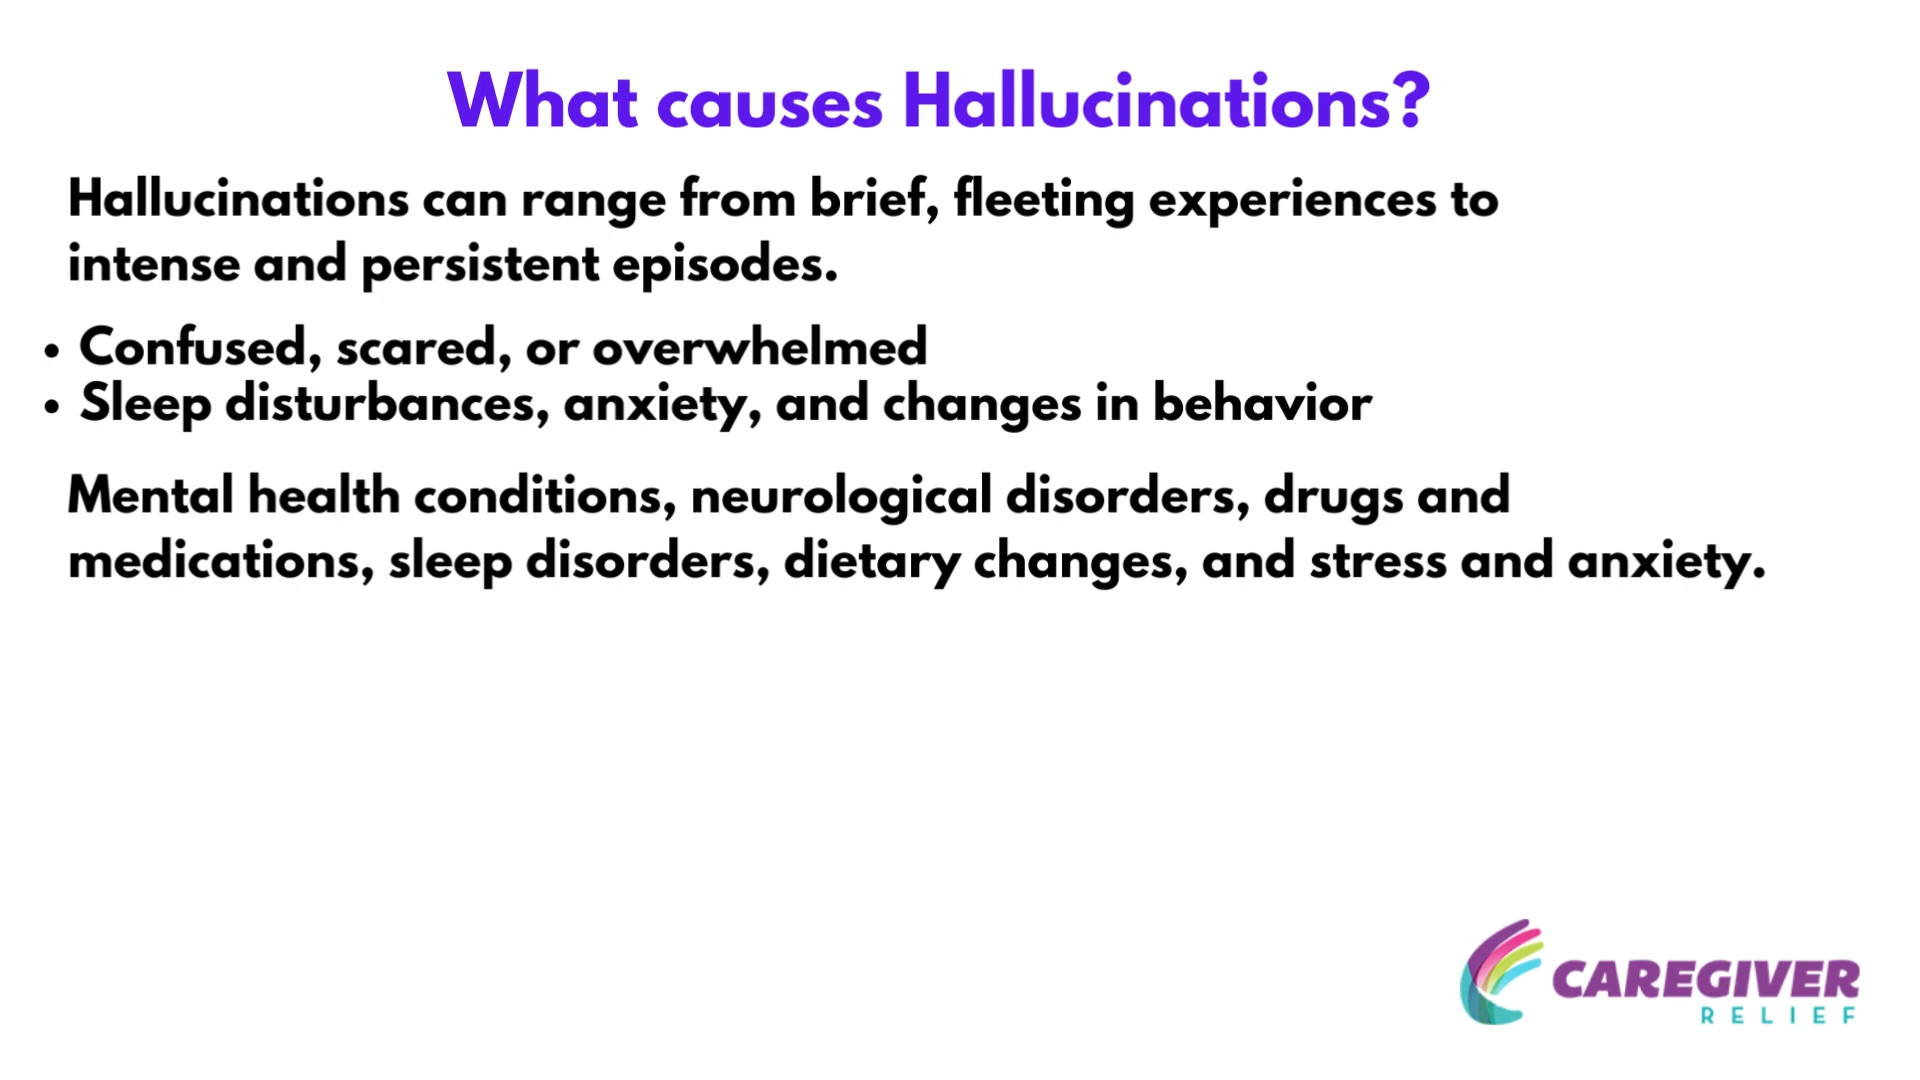 What causes Hallucinations?
Hallucinations can range from brief, fleeting experiences to
intense and persistent episodes.
• Confused, scared, or overwhelmed
• Sleep disturbances, anxiety, and changes in behavior
Mental health conditions, neurological disorders, drugs and
medications, sleep disorders, dietary changes, and stress and anxiety.
CAREGIVER
RELIEF